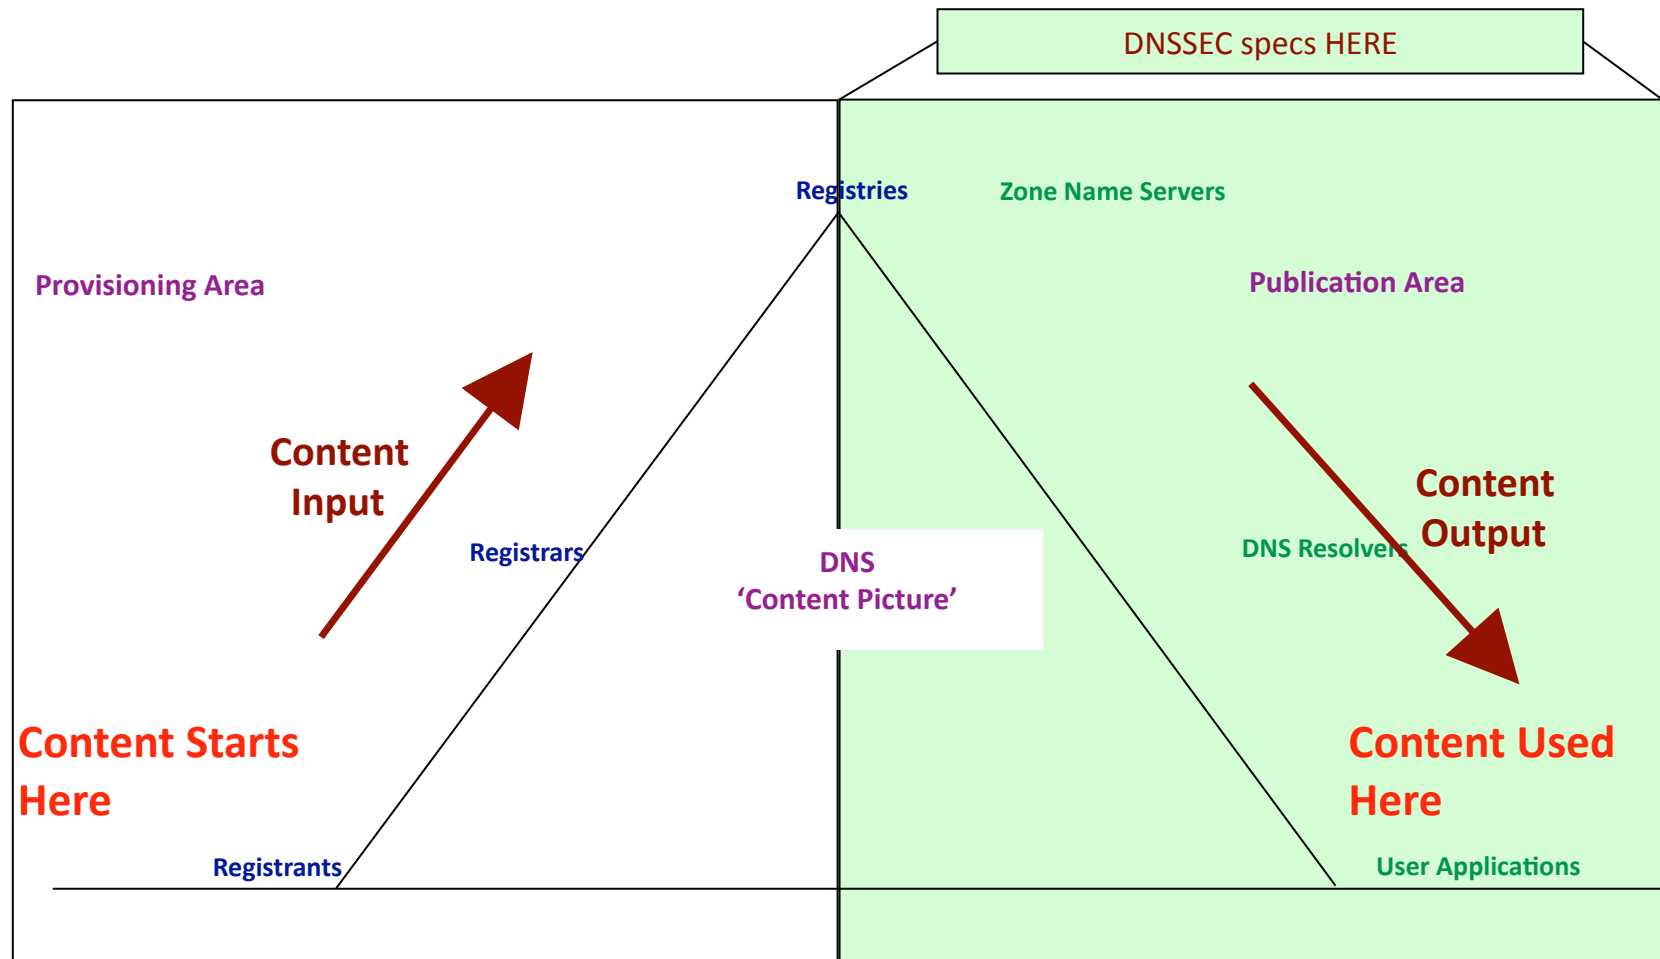 DNSSEC specs HERE
Registries
Zone Name Servers
Provisioning Area
Publication Area
Content
Input
Content
Output
Registrars
DNS
‘Content Picture’
DNS Resolvers
Content Starts
Here
Content Used
Here
Registrants
User Applications